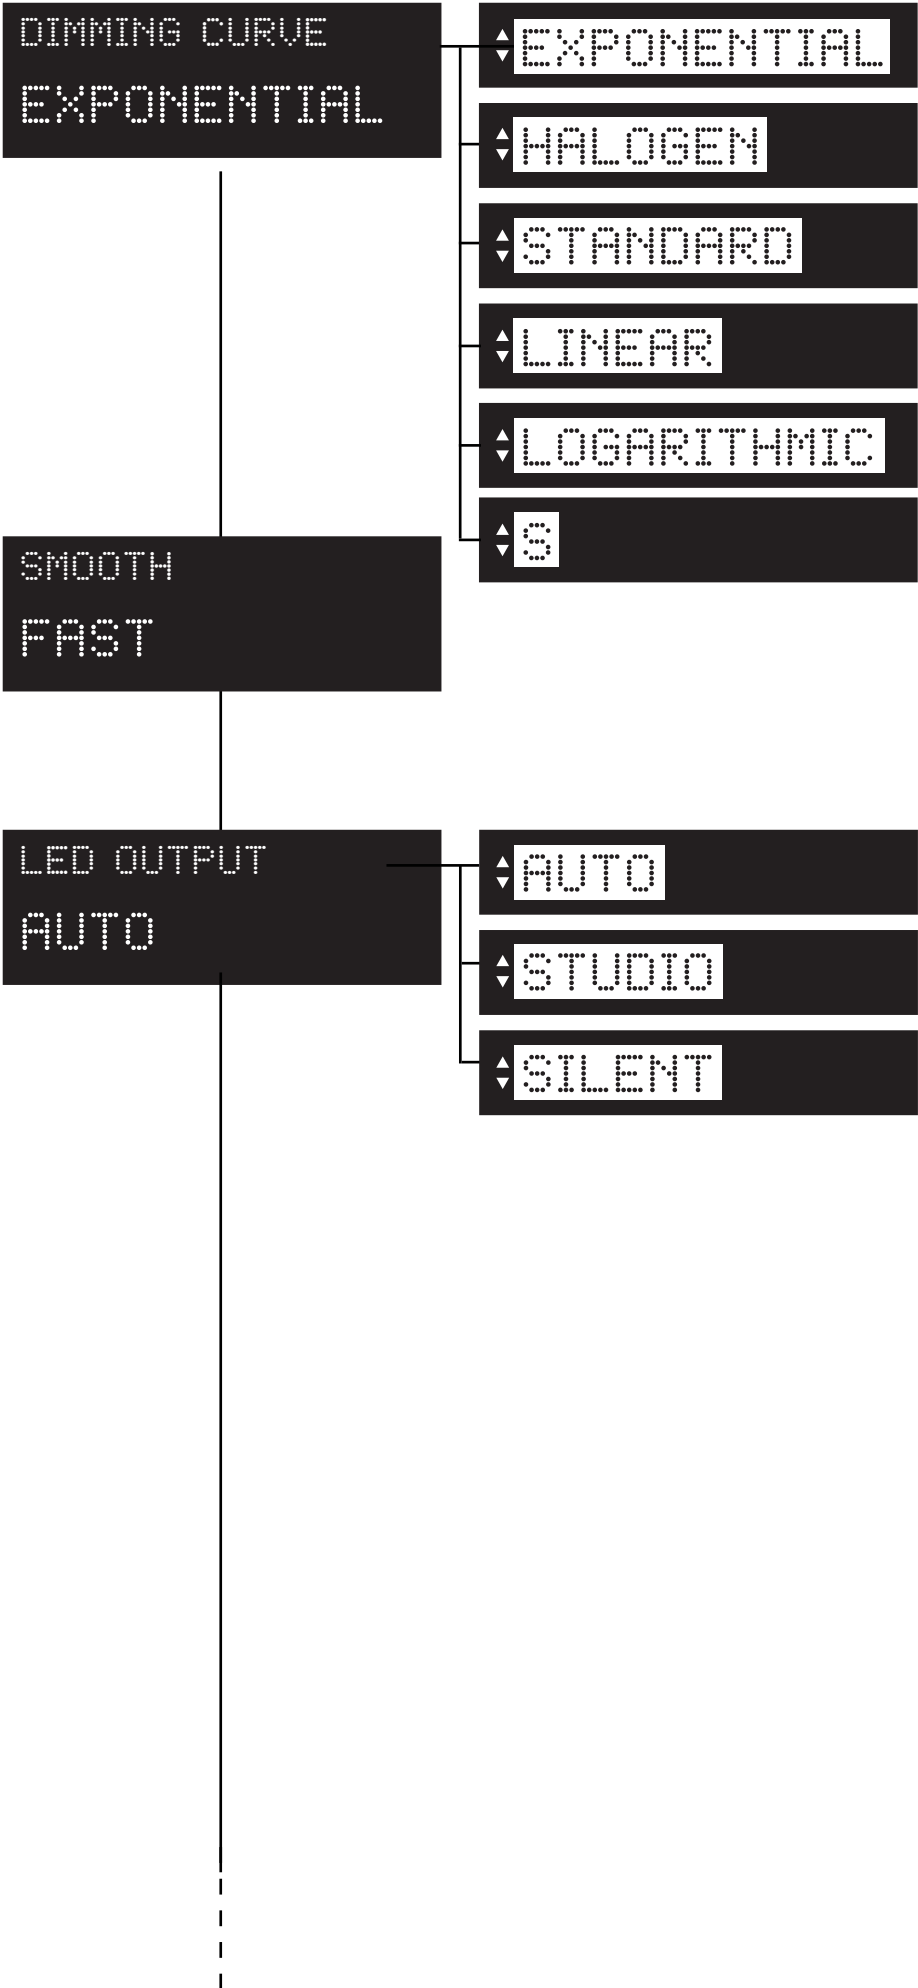 DIMMING CURVE
EXPONENTIAL
EXPONENTIAL
HALOGEN
STANDARD
LINEAR
LOGARITHMIC
S
SMOOTH
FAST
LED OUTPUT
AUTO
AUTO
STUDIO
SILENT